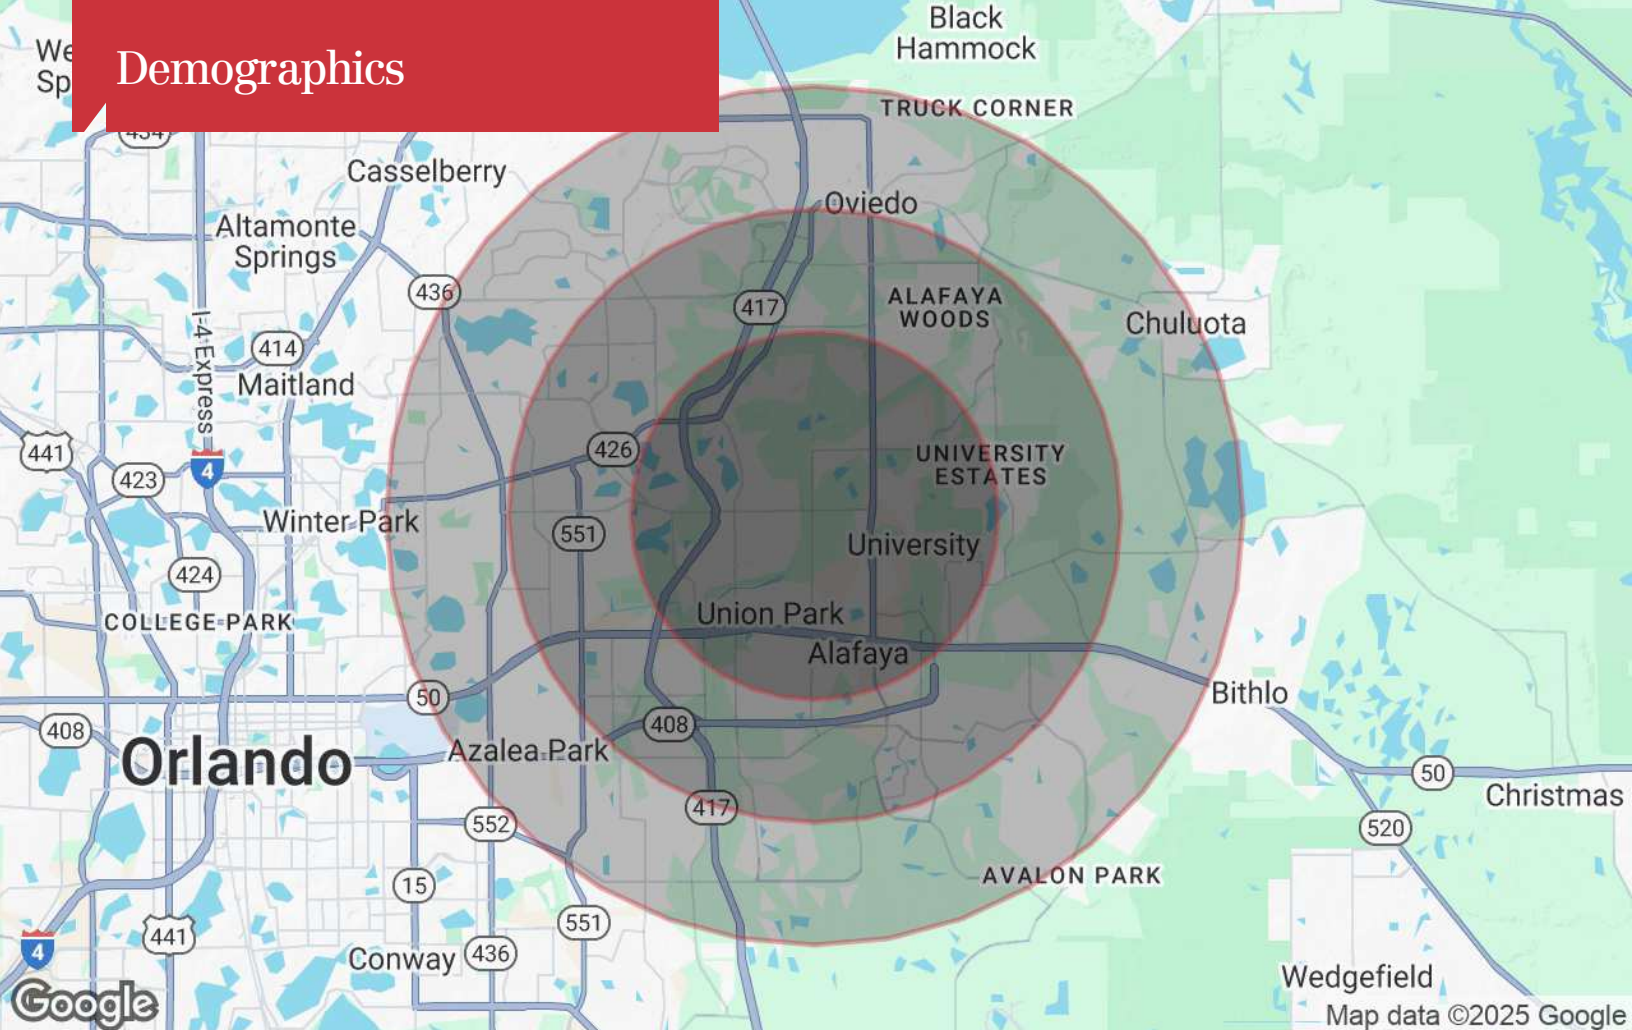 Demographics
Black
Hammock
We
Sp
TRUCK CORNER
434
Casselberry
Oviedo
Altamonte
Springs
436
417
ALAFAYA
WOODS
Chuluota
I-4 Express
414
Maitland
441
423
4
426
UNIVERSITY
ESTATES
Winter Park
551
University
424
COLLEGE PARK
Union Park
Alafaya
50
Bithlo
408
408
Orlando
Azalea Park
50
Christmas
417
552
520
15
AVALON PARK
441
551
4
Conway
436
Wedgefield
Google
Map data ©2025 Google